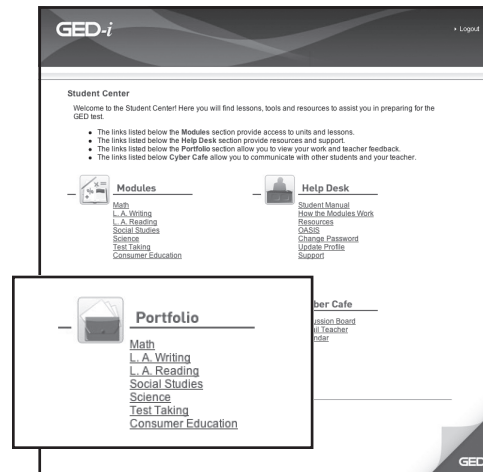 GED-i
Logout
Student Center
Welcome to the Student Center! Here you will find lessons, tools and resources to assist you in preparing for the
GED test.
The links listed below the Modules section provide access to units and lessons.
The links listed below the Help Desk section provide resources and support.
The links listed below the Portfolio section allow you to view your work and teacher feedback.
The links listed below Cyber Cafe allow you to communicate with other students and your teacher.
Modules
Math
L. A. Writing
L. A. Reading
Social Studies
Science
Test Taking
Consumer Education
Help Desk
Student Manual
How the Modules Work
Resources
OASIS
Change Password
Update Profile
Support
Portfolio
Math
L. A. Writing
L. A. Reading
Social Studies
Science
Test Taking
Consumer Education
ber Cafe
ussion Board
il Teacher
ndar
GED